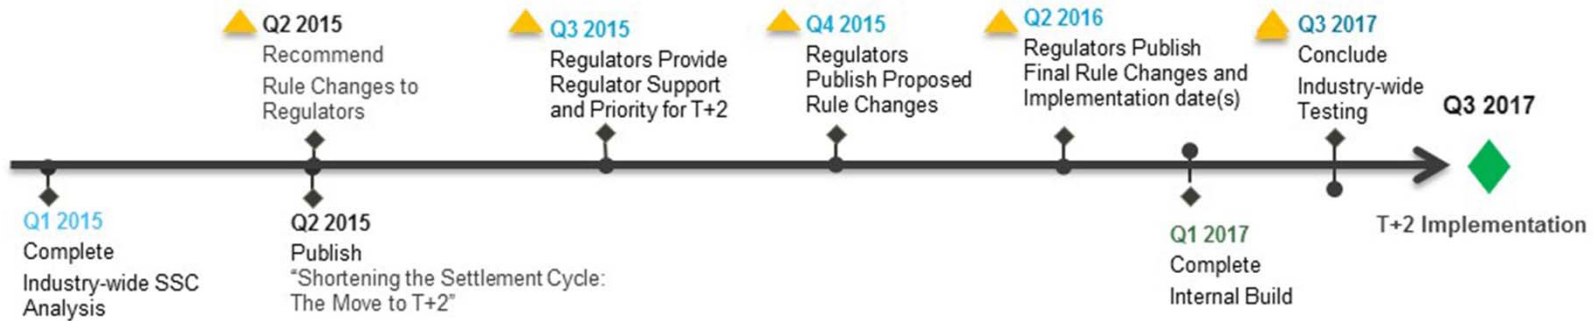 Q2 2015
Recommend
Rule Changes to
Regulators
Q3 2015
Regulators Provide
Regulator Support
and Priority for T+2
Q4 2015
Regulators
Publish Proposed
Rule Changes
Q2 2016
Regulators Publish
Final Rule Changes and
Implementation date(s)
Q3 2017
Conclude
Industry-wide
Testing
Q3 2017
T+2 Implementation
Q1 2015
Complete
Industry-wide SSC
Analysis
Q2 2015
Publish
“Shortening the Settlement Cycle:
The Move to T+2”
Q1 2017
Complete
Internal Build